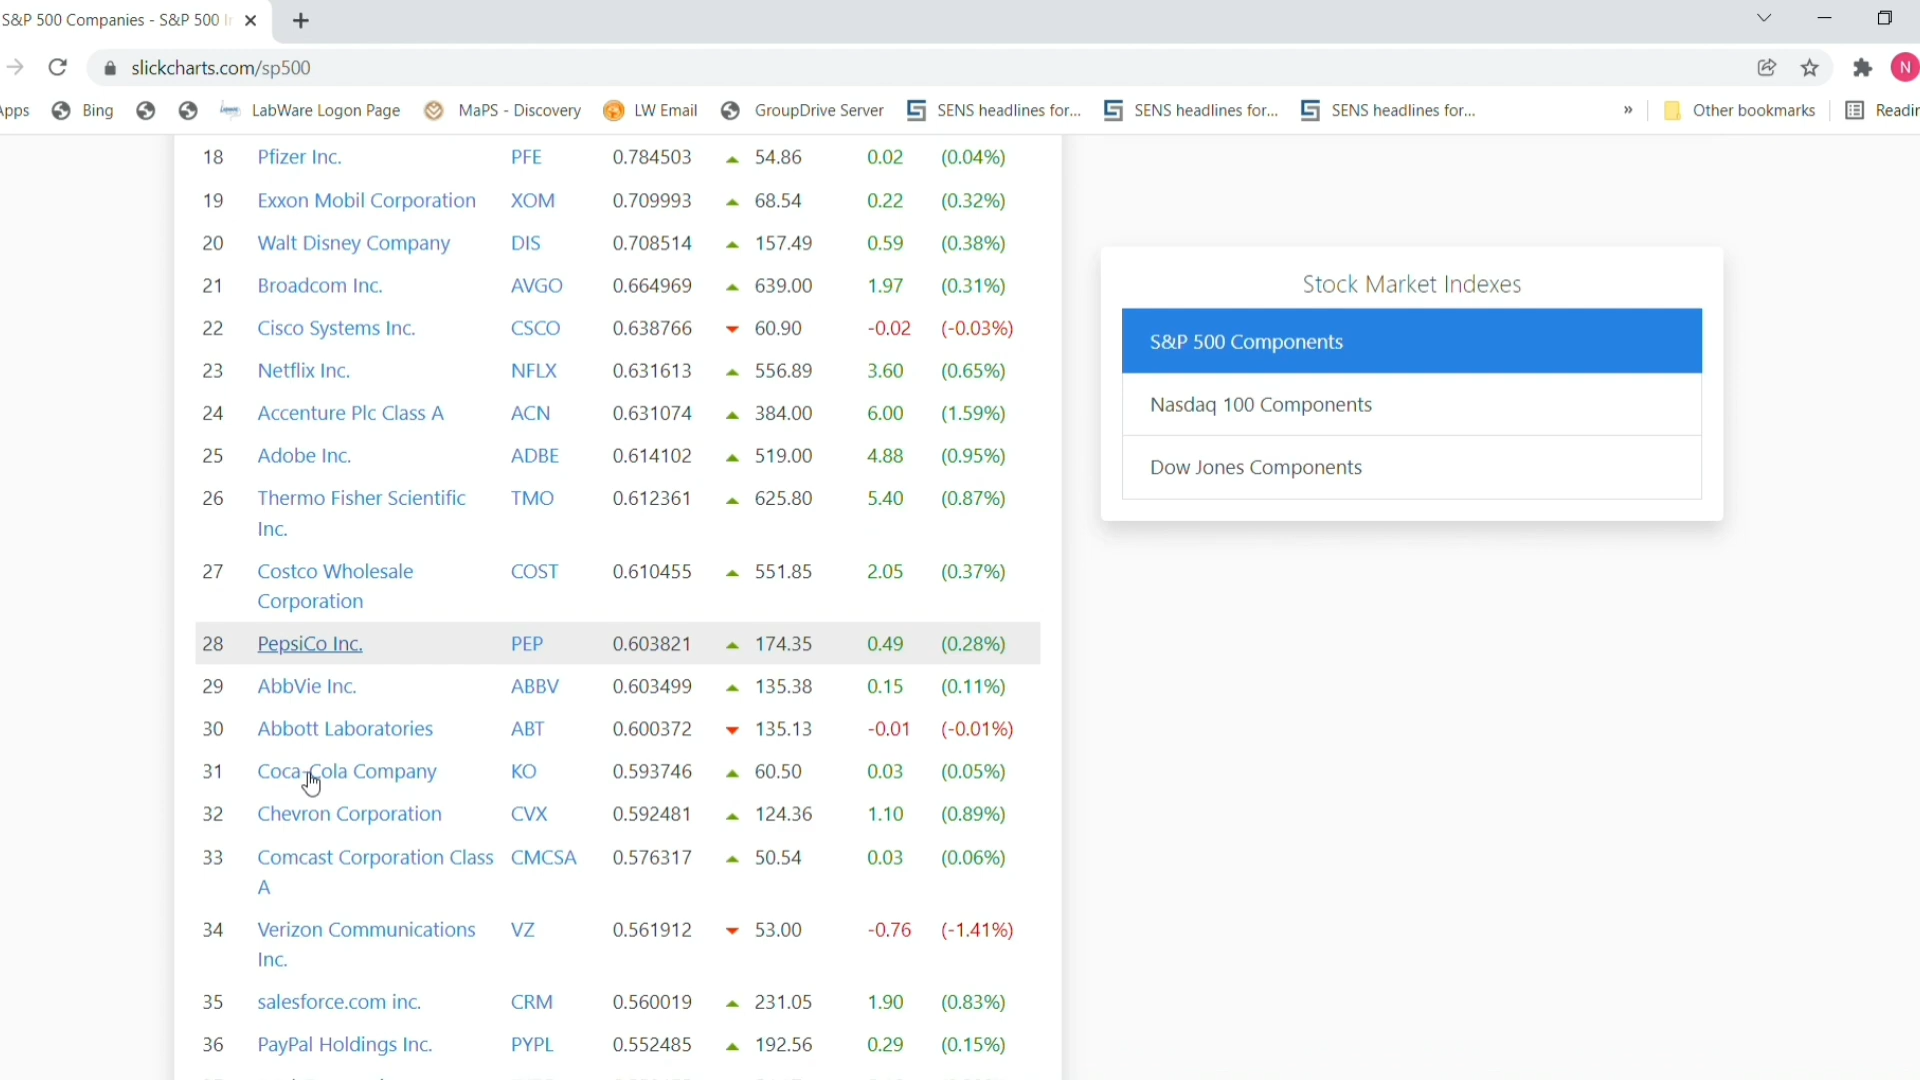 S&P 500 Companies - S&P 500
slickcharts.com/sp500
N
Bing LabWare Logon Page MaPS - Discovery LW Email GroupDrive Server SENS headlines for... SENS headlines for... SENS headlines for... » Other bookmarks
18 Pfizer Inc. PFE 0.784503 54.86 0.02 (0.04%)
19 Exxon Mobil Corporation XOM 0.709993 68.54 0.22 (0.32%)
20 Walt Disney Company DIS 0.708514 157.49 0.59 (0.38%)
21 Broadcom Inc. AVGO 0.664969 639.00 1.97 (0.31%)
22 Cisco Systems Inc. CSCO 0.638766 60.90 -0.02 (-0.03%)
23 Netflix Inc. NFLX 0.631613 556.89 3.60 (0.65%)
24 Accenture Plc Class A ACN 0.631074 384.00 6.00 (1.59%)
25 Adobe Inc. ADBE 0.614102 519.00 4.88 (0.95%)
26 Thermo Fisher Scientific TMO 0.612361 625.80 5.40 (0.87%)
Inc.
27 Costco Wholesale COST 0.610455 551.85 2.05 (0.37%)
Corporation
28 PepsiCo Inc. PEP 0.603821 174.35 0.49 (0.28%)
29 AbbVie Inc. ABBV 0.603499 135.38 0.15 (0.11%)
30 Abbott Laboratories ABT 0.600372 135.13 -0.01 (-0.01%)
31 Coca-Cola Company KO 0.593746 60.50 0.03 (0.05%)
32 Chevron Corporation CVX 0.592481 124.36 1.10 (0.89%)
33 Comcast Corporation Class CMCSA 0.576317 50.54 0.03 (0.06%)
A
34 Verizon Communications VZ 0.561912 53.00 -0.76 (-1.41%)
Inc.
35 salesforce.com inc. CRM 0.560019 231.05 1.90 (0.83%)
36 PayPal Holdings Inc. PYPL 0.552485 192.56 0.29 (0.15%)
Stock Market Indexes
S&P 500 Components
Nasdaq 100 Components
Dow Jones Components